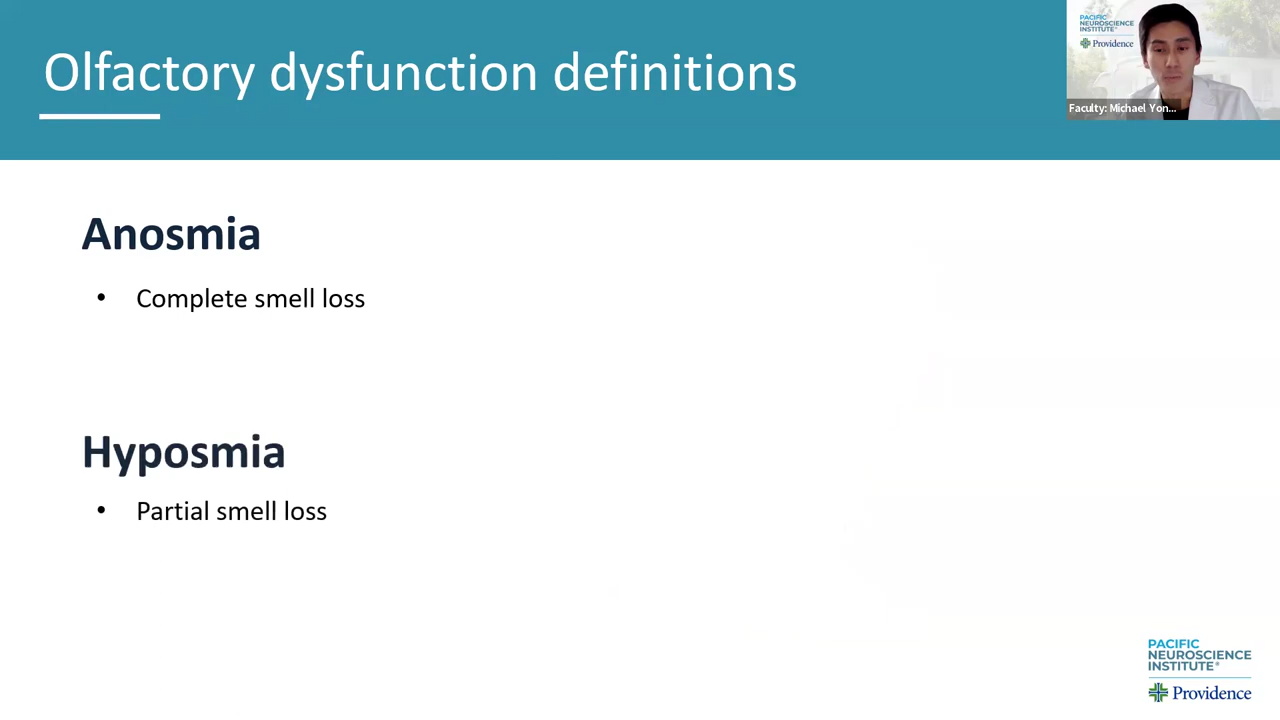 Olfactory dysfunction definitions
PACIFIC
NEUROSCIENCE
INSTITUTE®
Providence
Faculty: Michael Yon...
Anosmia
• Complete smell loss
Hyposmia
• Partial smell loss
PACIFIC
NEUROSCIENCE
INSTITUTE®
Providence